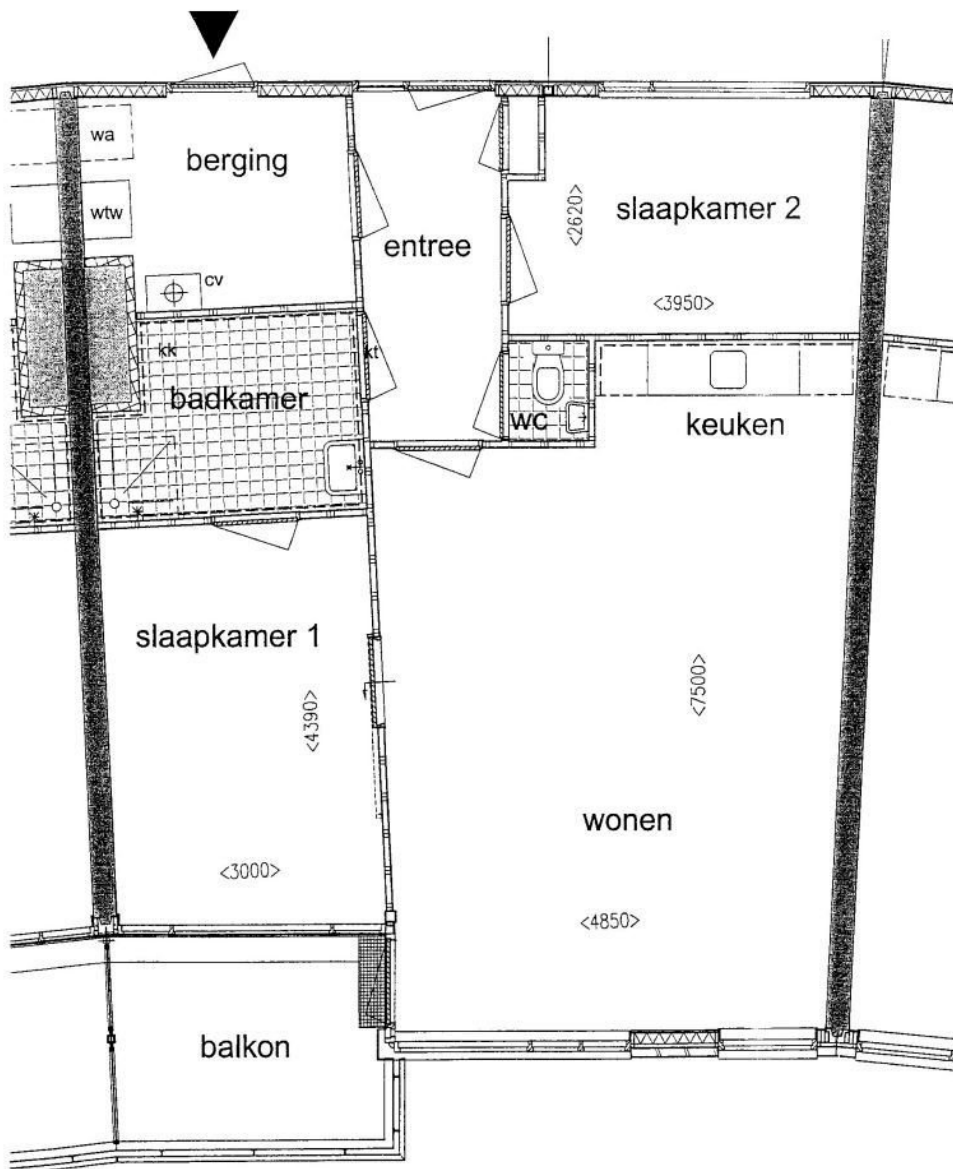 wa
berging
wtw
slaapkamer 2
<2620>
entree
cv
<3950>
kk
kt
badkamer
wc
keuken
slaapkamer 1
<4390>
<7500>
wonen
<3000>
<4850>
balkon